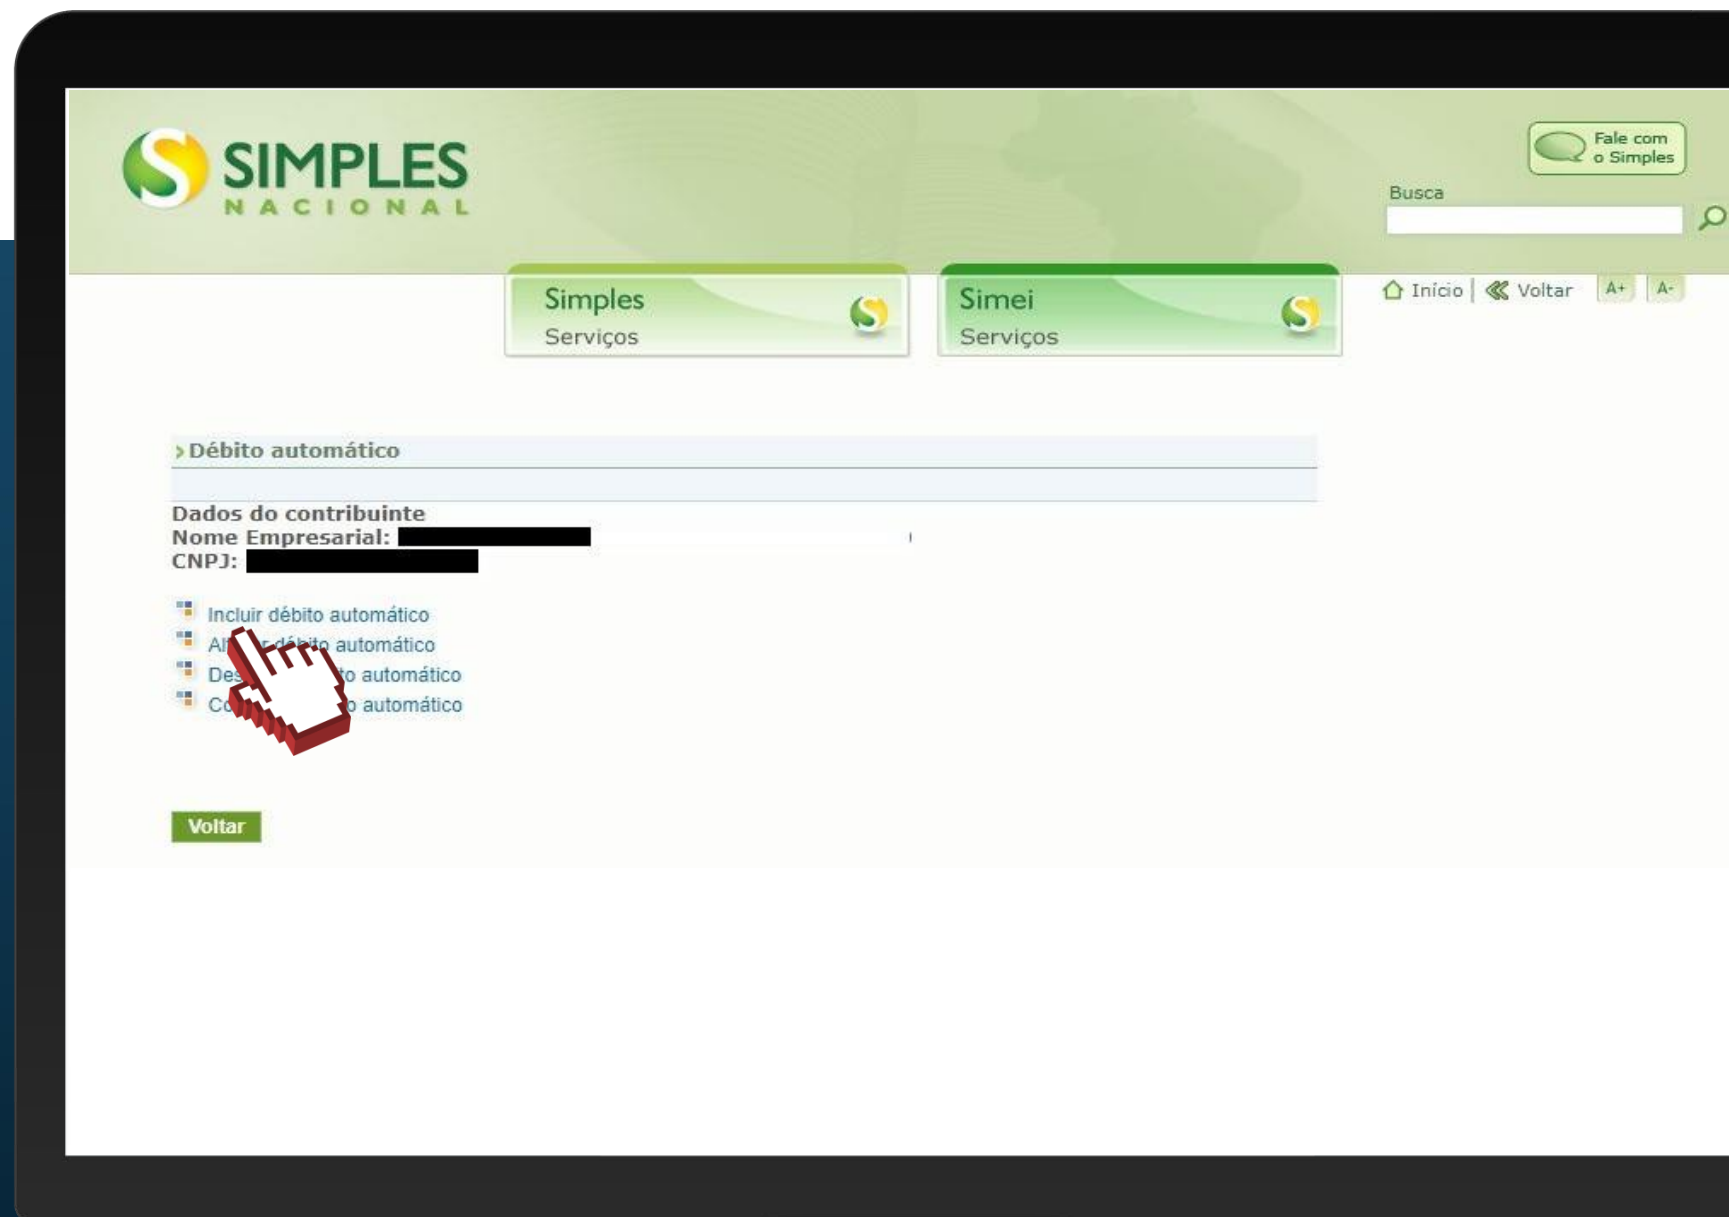 SIMPLES
NACIONAL
Fale com
o Simples
Busca
Simples
Serviços
Simei
Serviços
Início | Voltar A+ A-
Débito automático
Dados do contribuinte
Nome Empresarial:
CNPJ:
Incluir débito automático
débito automático
automático
automático
Voltar